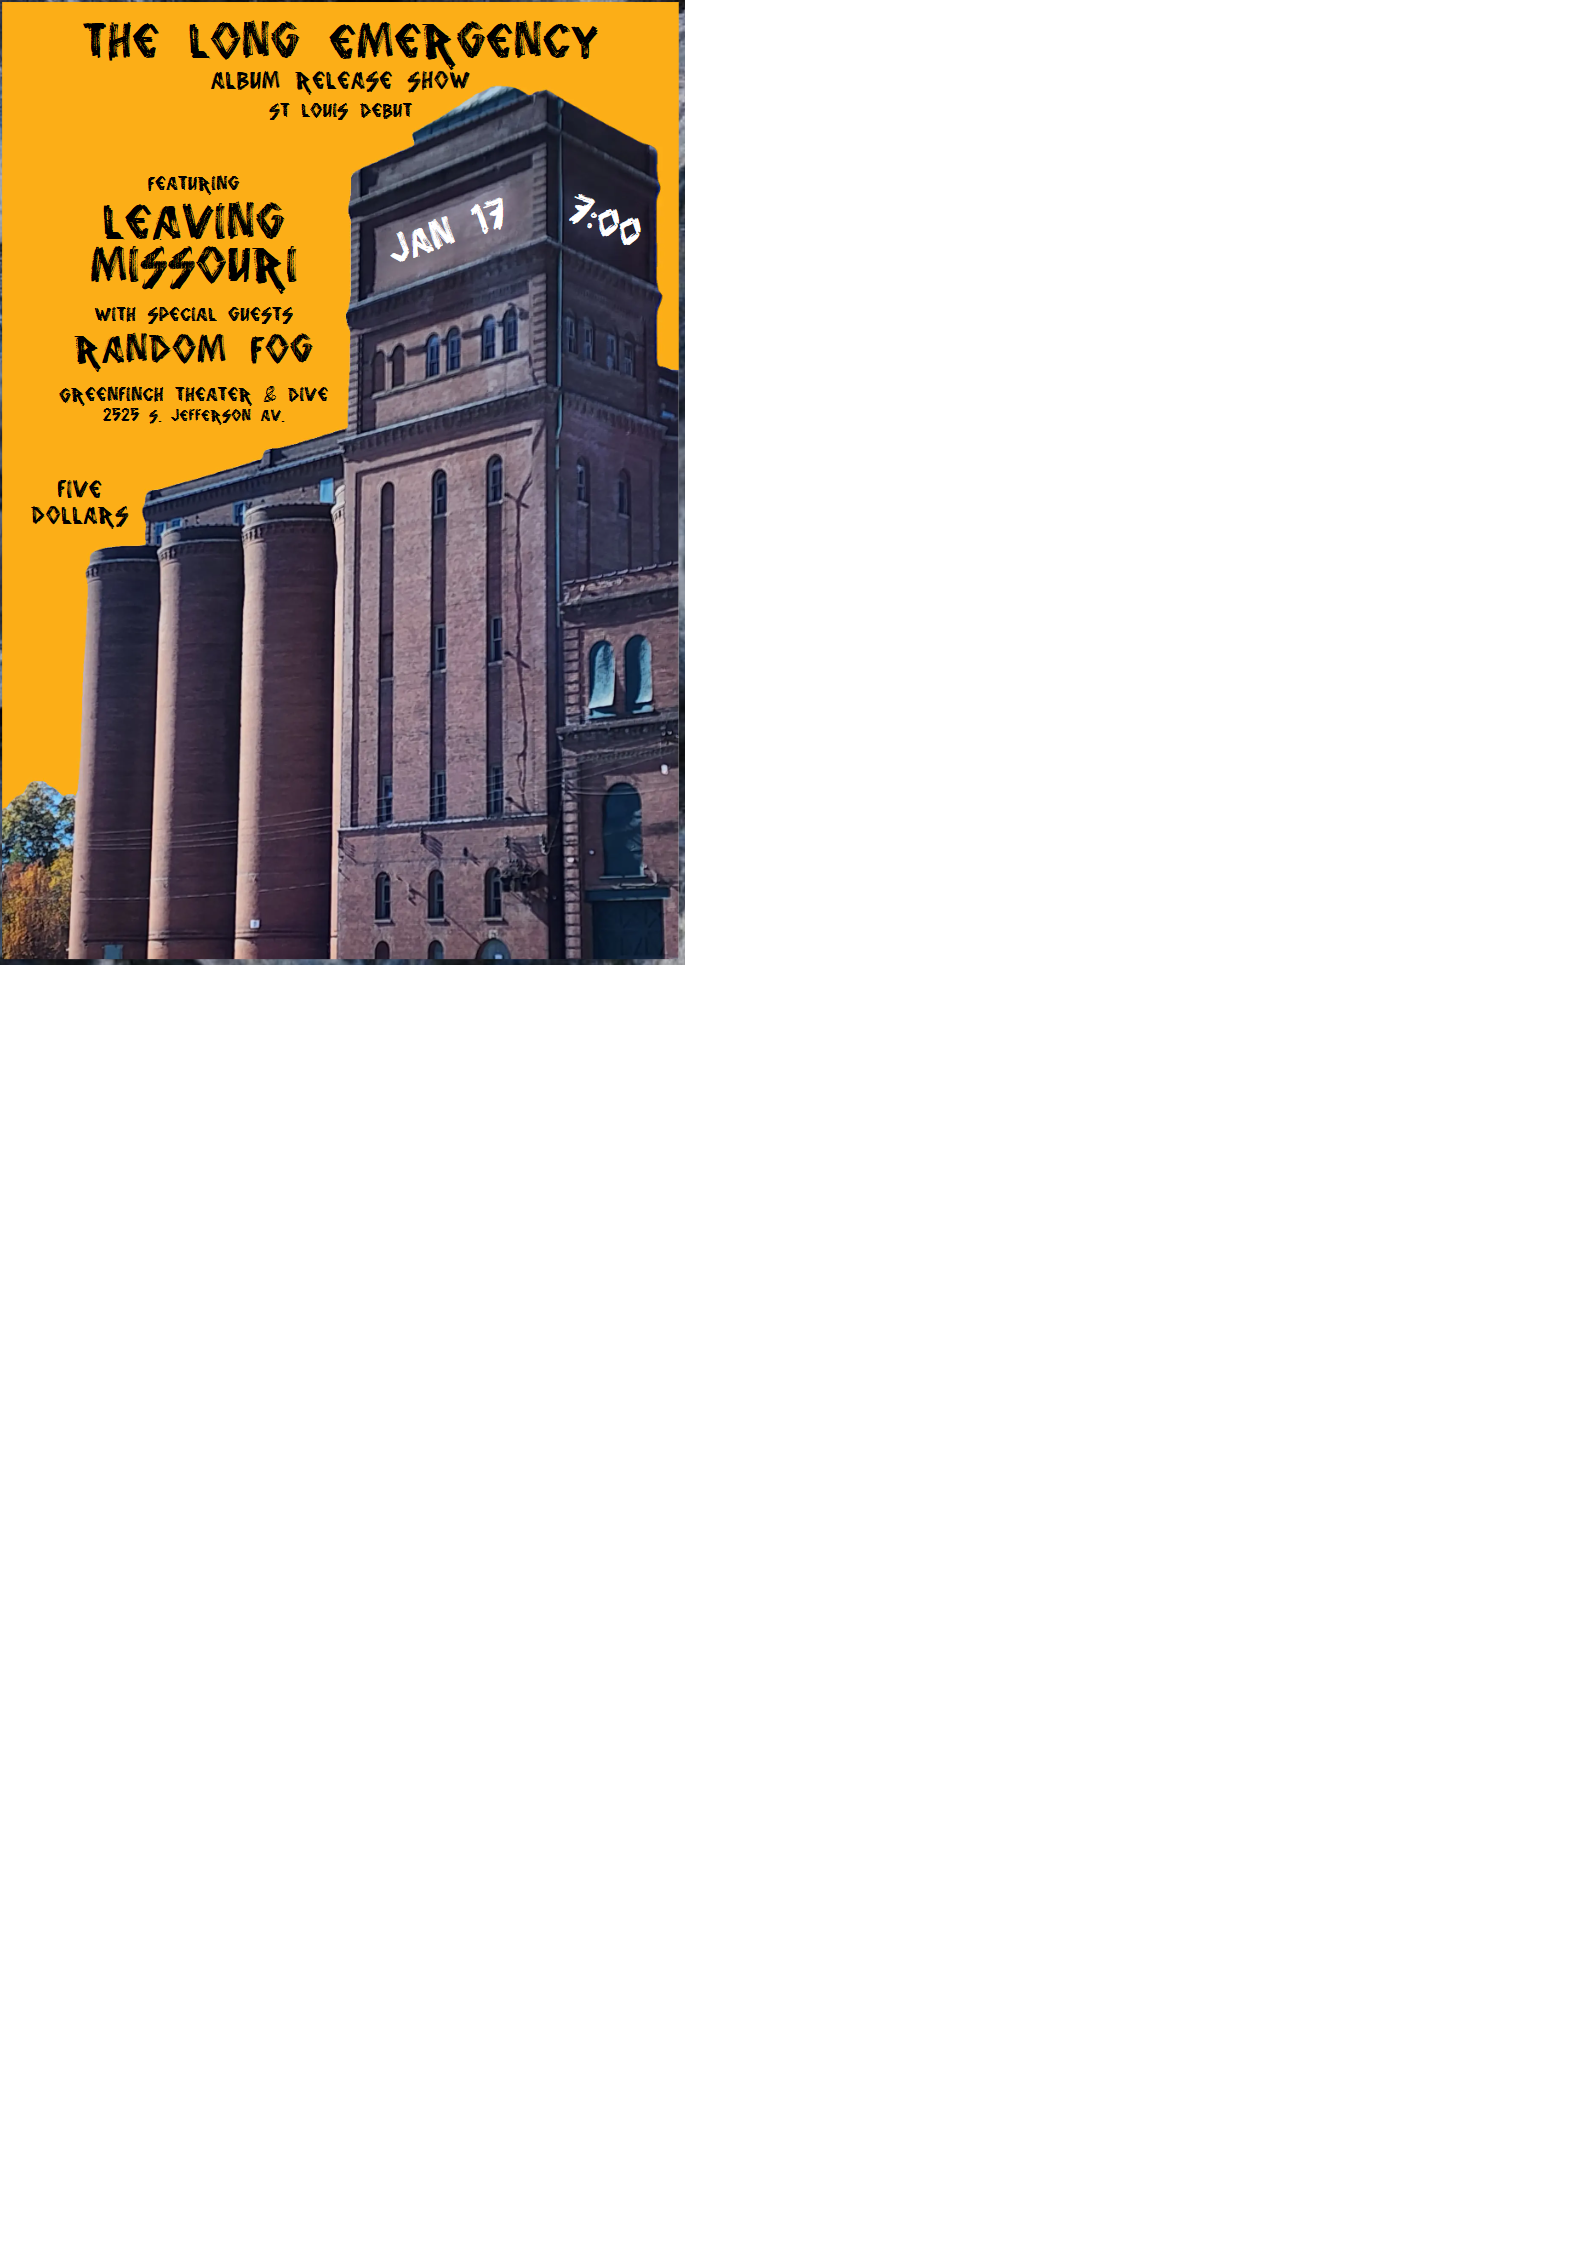 THE LONG EMERGENCY
ALBUM RELEASE SHOW
ST LOUIS DEBUT
FEATURING
LEAVING
MISSOURI
WITH SPECIAL GUESTS
RANDOM FOG
GREENFINCH THEATER & DIVE
2525 S. JEFFERSON AV.
JAN 17
7:00
FIVE
DOLLARS